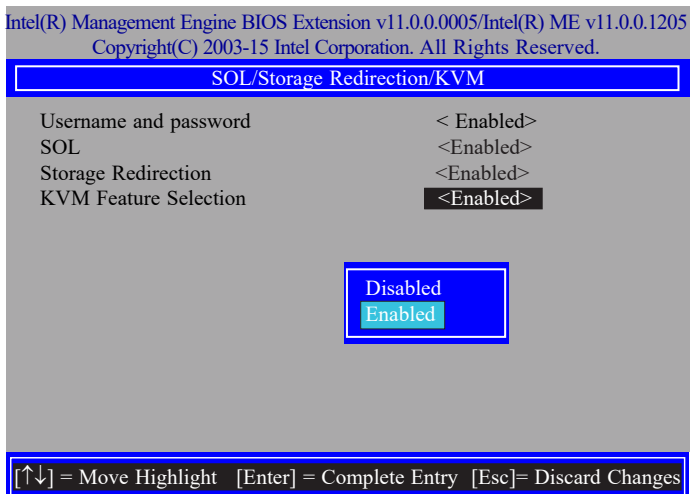 Intel(R) Management Engine BIOS Extension v11.0.0.0005/Intel(R) ME v11.0.0.1205
Copyright(C) 2003-15 Intel Corporation. All Rights Reserved.
SOL/Storage Redirection/KVM
Username and password < Enabled>
SOL <Enabled>
Storage Redirection <Enabled>
KVM Feature Selection <Enabled>
Disabled
Enabled
[↑↓] = Move Highlight [Enter] = Complete Entry [Esc]= Discard Changes